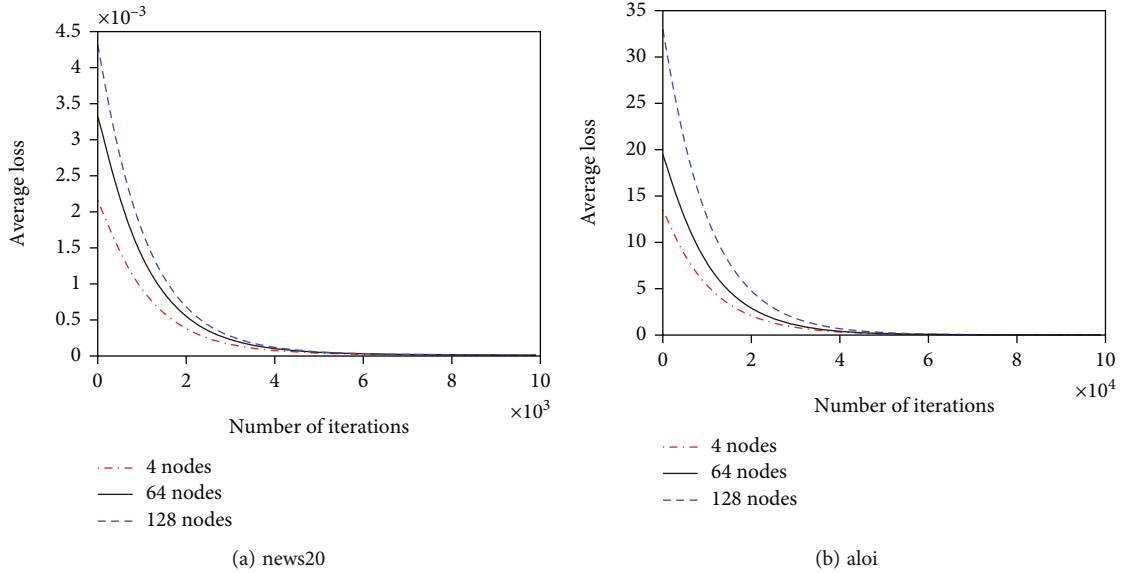 ×10⁻³
4.5
4
3.5
3
2.5
2
1.5
1
0.5
0
Average loss
0 2 4 6 8 10
×10³
Number of iterations
4 nodes
64 nodes
128 nodes
(a) news20
35
30
25
20
15
10
5
0
Average loss
0 2 4 6 8 10
×10⁴
Number of iterations
4 nodes
64 nodes
128 nodes
(b) aloi